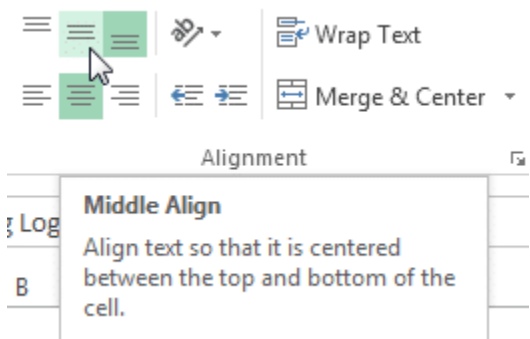 Wrap Text
Merge & Center
Alignment
Middle Align
Log
Align text so that it is centered
between the top and bottom of the
cell.
B